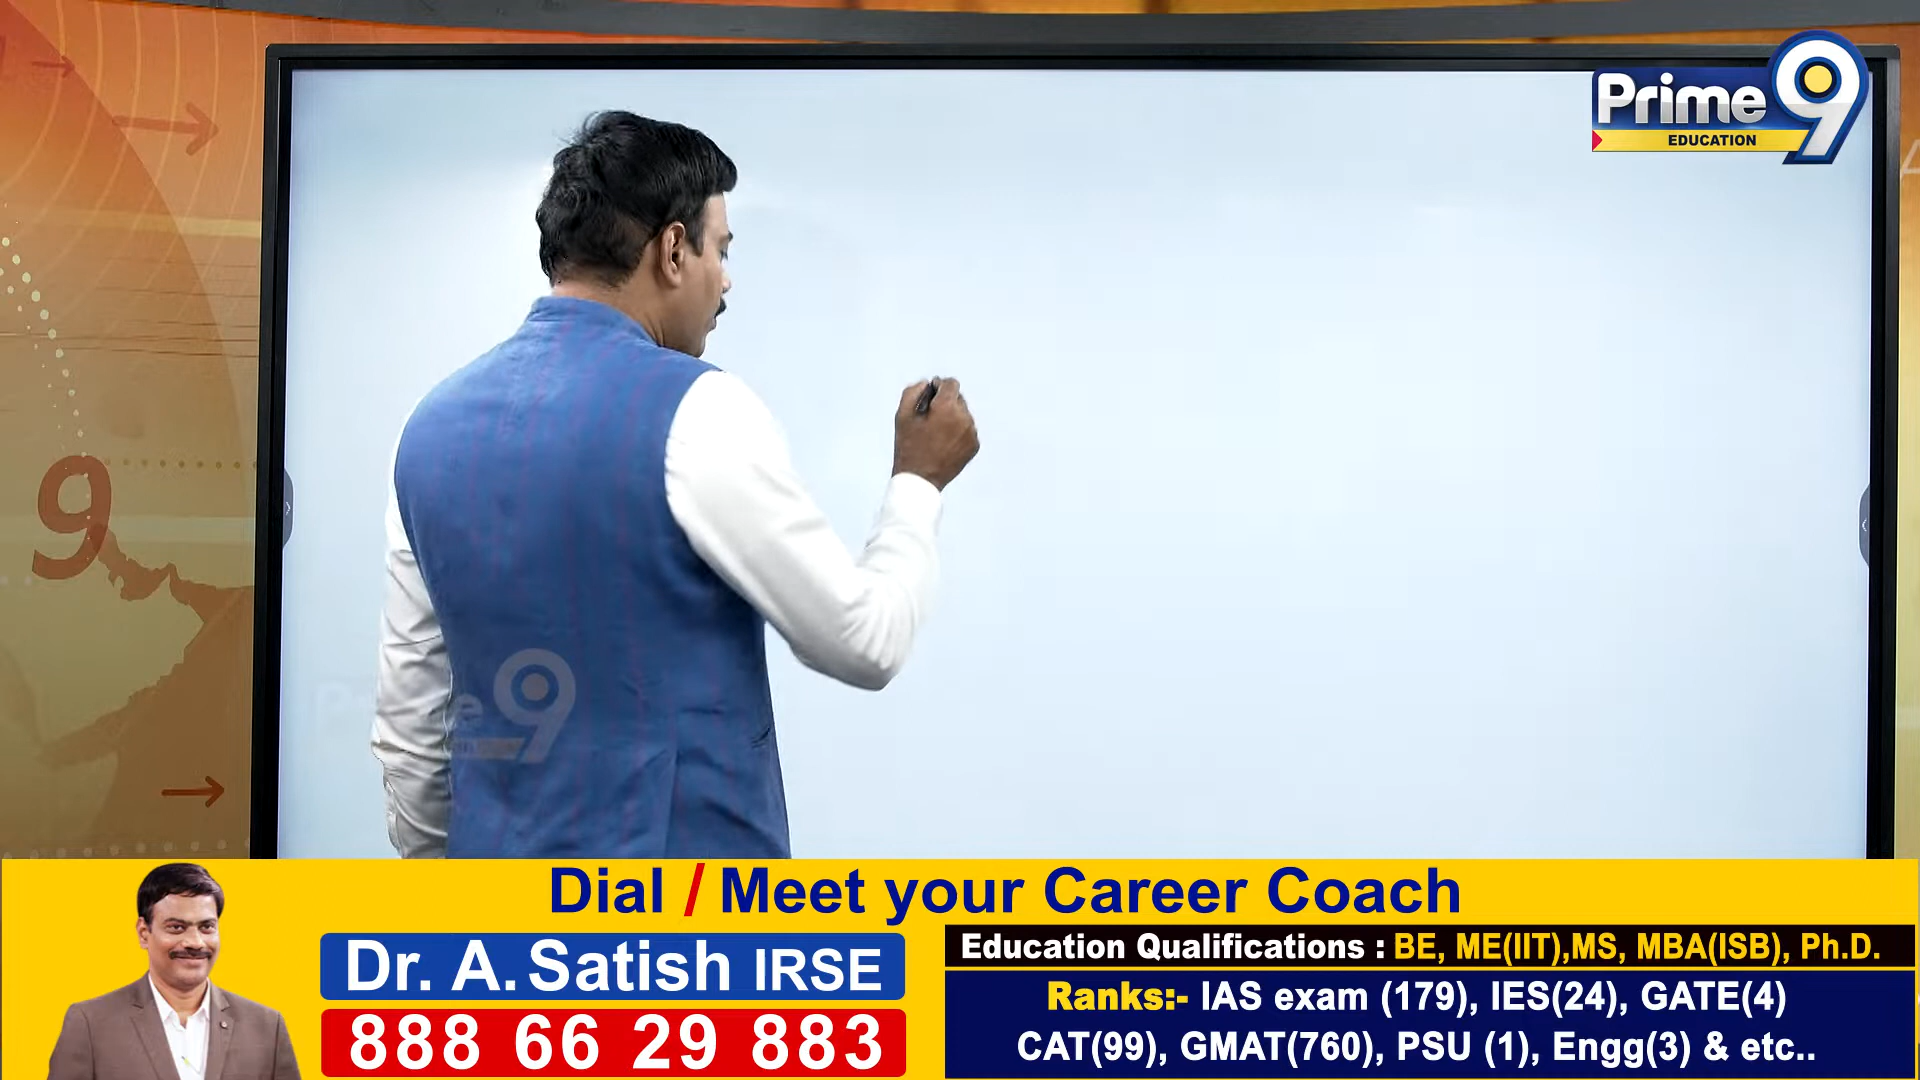 Prime 9
EDUCATION
9
Dial / Meet your Career Coach
Dr. A. Satish IRSE
888 66 29 883
Education Qualifications : BE, ME(IIT),MS, MBA(ISB), Ph.D.
Ranks:- IAS exam (179), IES(24), GATE(4)
CAT(99), GMAT(760), PSU (1), Engg(3) & etc..